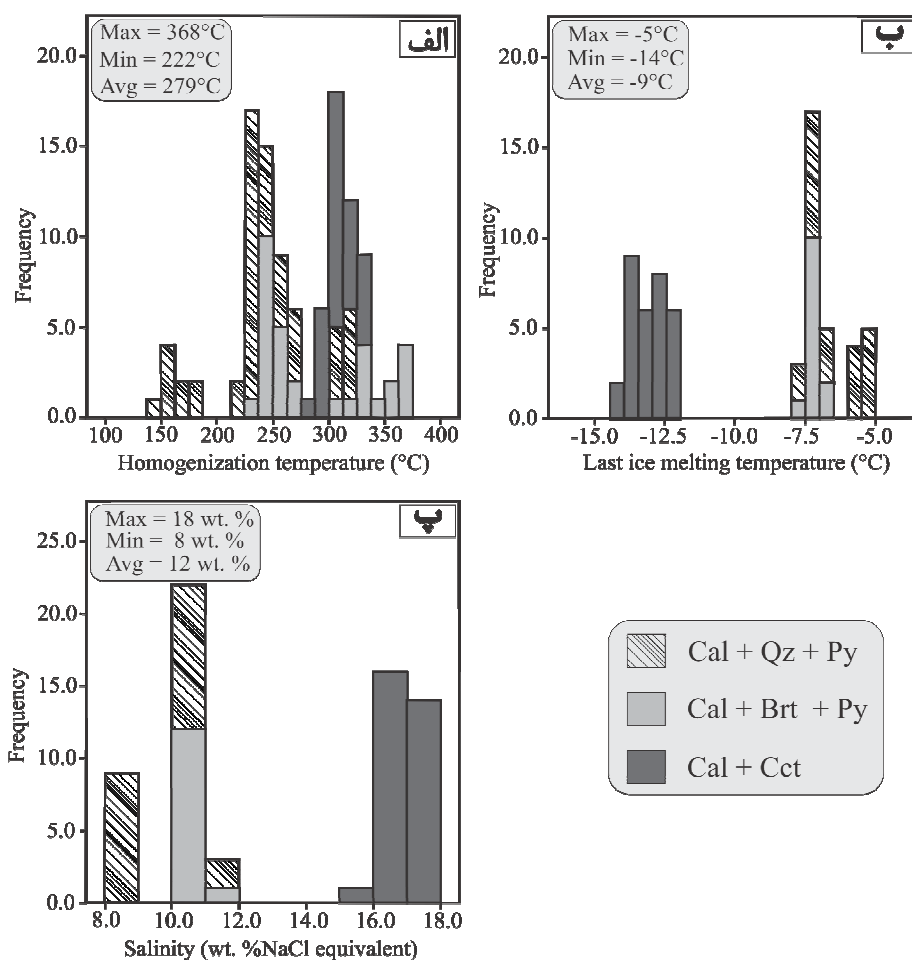 Max = 368°C
Min = 222°C
Avg = 279°C
الف
20.0
15.0
10.0
5.0
0.0
Frequency
100 150 200 250 300 350 400
Homogenization temperature (°C)
Max = -5°C
Min = -14°C
Avg = -9°C
ب
20.0
15.0
10.0
5.0
0.0
Frequency
-15.0 -12.5 -10.0 -7.5 -5.0
Last ice melting temperature (°C)
Max = 18 wt. %
Min = 8 wt. %
Avg = 12 wt. %
پ
25.0
20.0
15.0
10.0
5.0
0.0
Frequency
8.0 10.0 12.0 14.0 16.0 18.0
Salinity (wt. %NaCl equivalent)
Cal + Qz + Py
Cal + Brt + Py
Cal + Cct